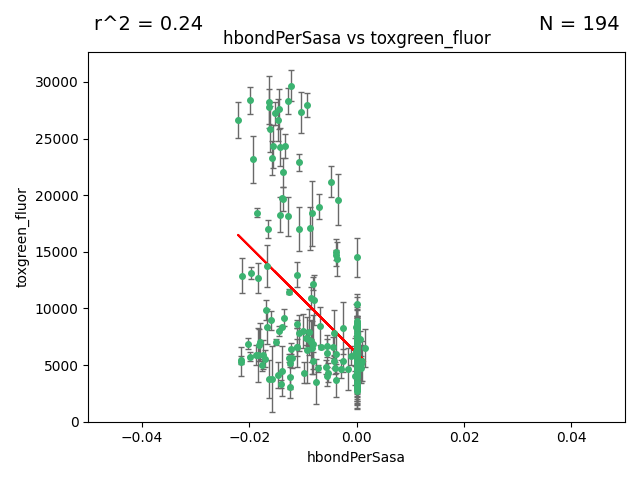 r^2 = 0.24
N = 194
hbondPerSasa vs toxgreen_fluor
30000
25000
20000
15000
10000
5000
0
toxgreen_fluor
−0.04
−0.02
0.00
0.02
0.04
hbondPerSasa